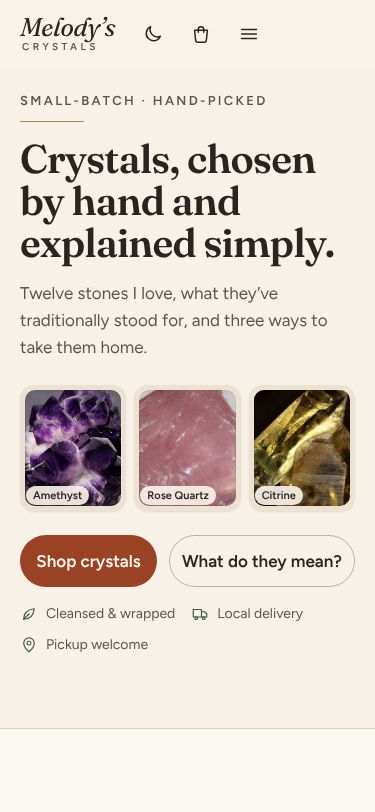 Melody’s
CRYSTALS
SMALL-BATCH · HAND-PICKED
Crystals, chosen
by hand and
explained simply.
Twelve stones I love, what they’ve
traditionally stood for, and three ways to
take them home.
Amethyst
Rose Quartz
Citrine
Shop crystals
What do they mean?
Cleansed & wrapped
Local delivery
Pickup welcome